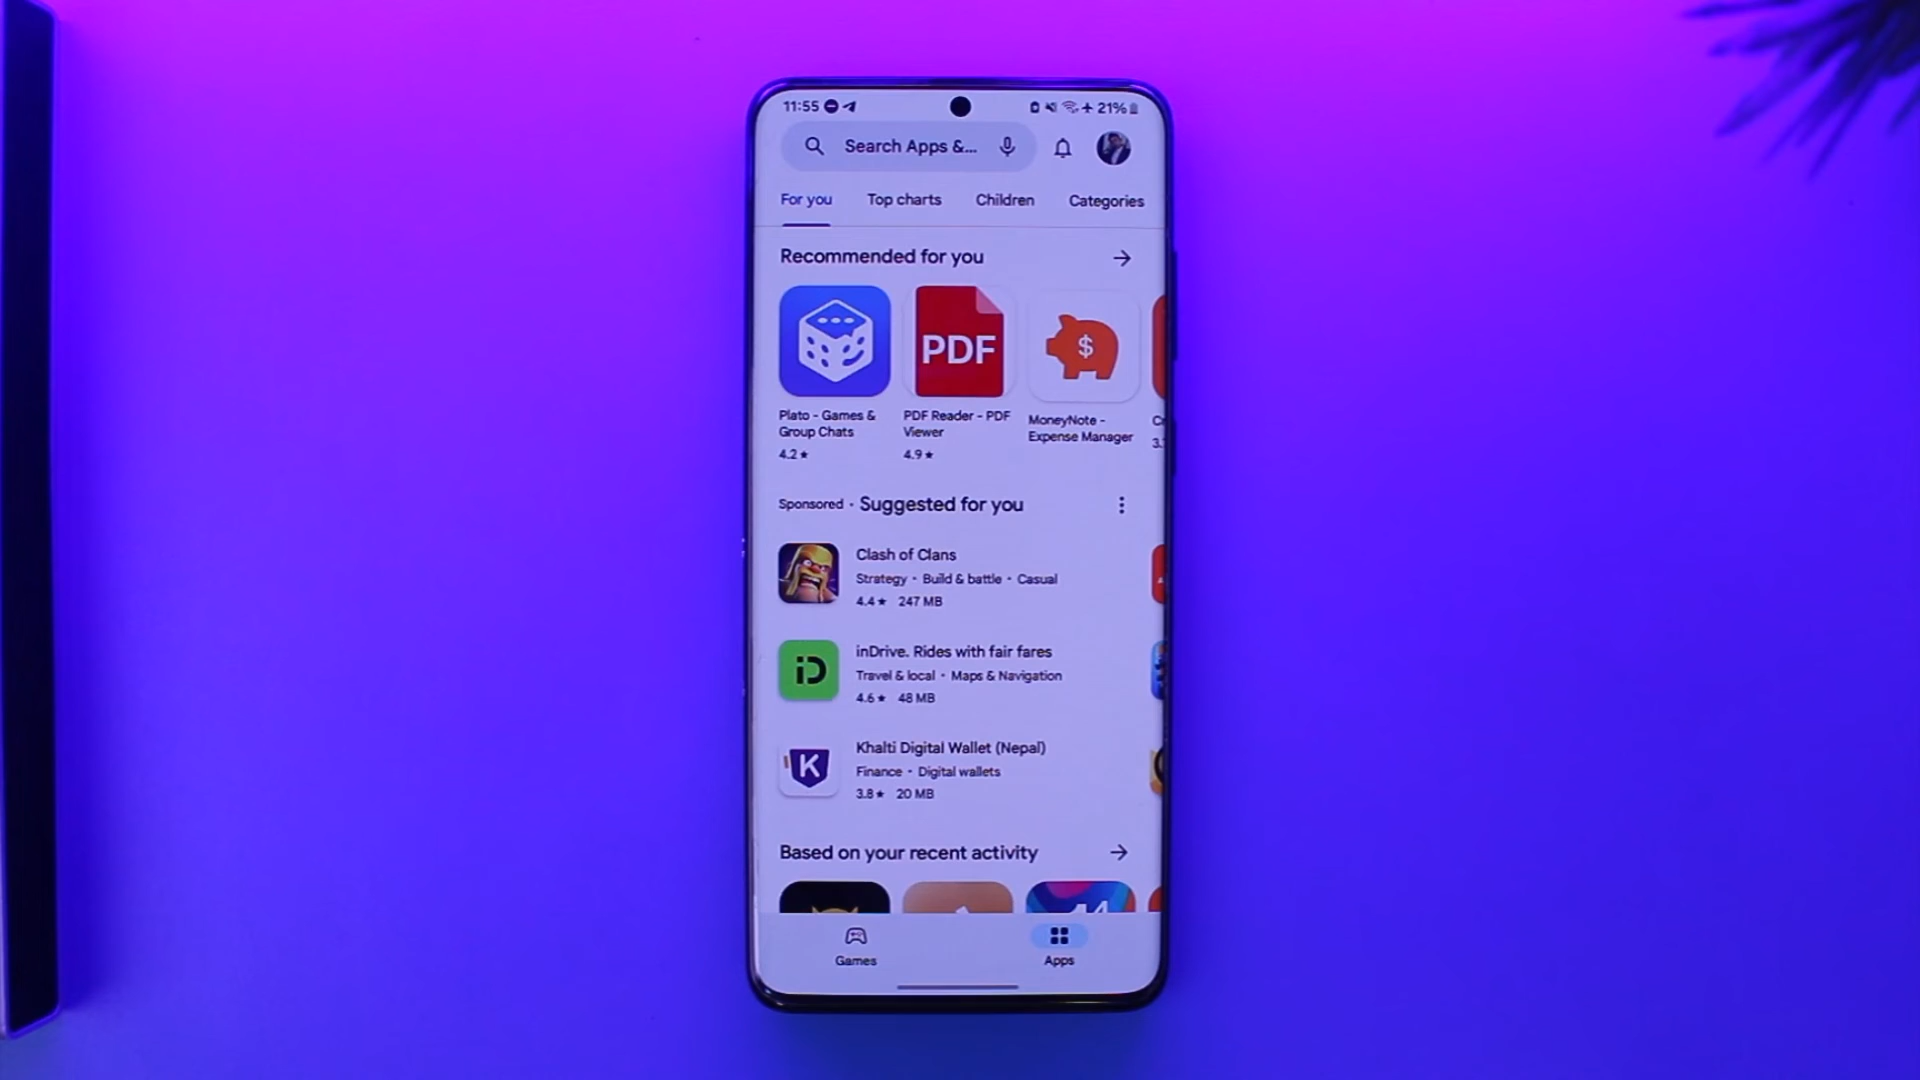 11:55
21%
Search Apps &...
For you Top charts Children Categories
Recommended for you
PDF
$
Plato - Games &
Group Chats
4.2★
PDF Reader - PDF
Viewer
4.9★
MoneyNote -
Expense Manager
Sponsored · Suggested for you
Clash of Clans
Strategy · Build & battle · Casual
4.4★ 247 MB
iD
inDrive. Rides with fair fares
Travel & local · Maps & Navigation
4.6★ 48 MB
K
Khalti Digital Wallet (Nepal)
Finance · Digital wallets
3.8★ 20 MB
Based on your recent activity
Games
Apps